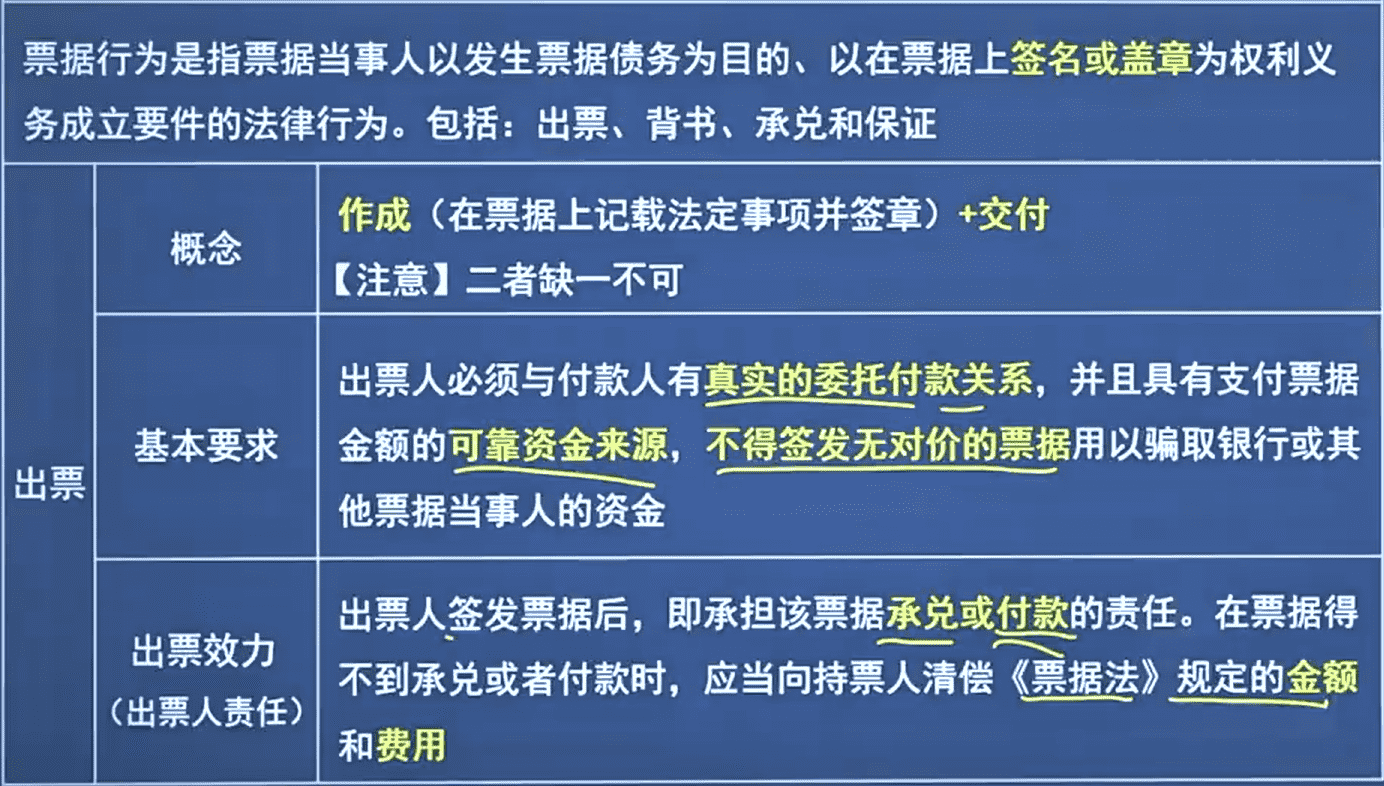 票据行为是指票据当事人以发生票据债务为目的、以在票据上签名或盖章为权利义
务成立要件的法律行为。包括：出票、背书、承兑和保证
出票
概念
作成（在票据上记载法定事项并签章）+交付
【注意】二者缺一不可
基本要求
出票人必须与付款人有真实的委托付款关系，并且具有支付票据
金额的可靠资金来源，不得签发无对价的票据用以骗取银行或其
他票据当事人的资金
出票效力
（出票人责任）
出票人签发票据后，即承担该票据承兑或付款的责任。在票据得
不到承兑或者付款时，应当向持票人清偿《票据法》规定的金额
和费用